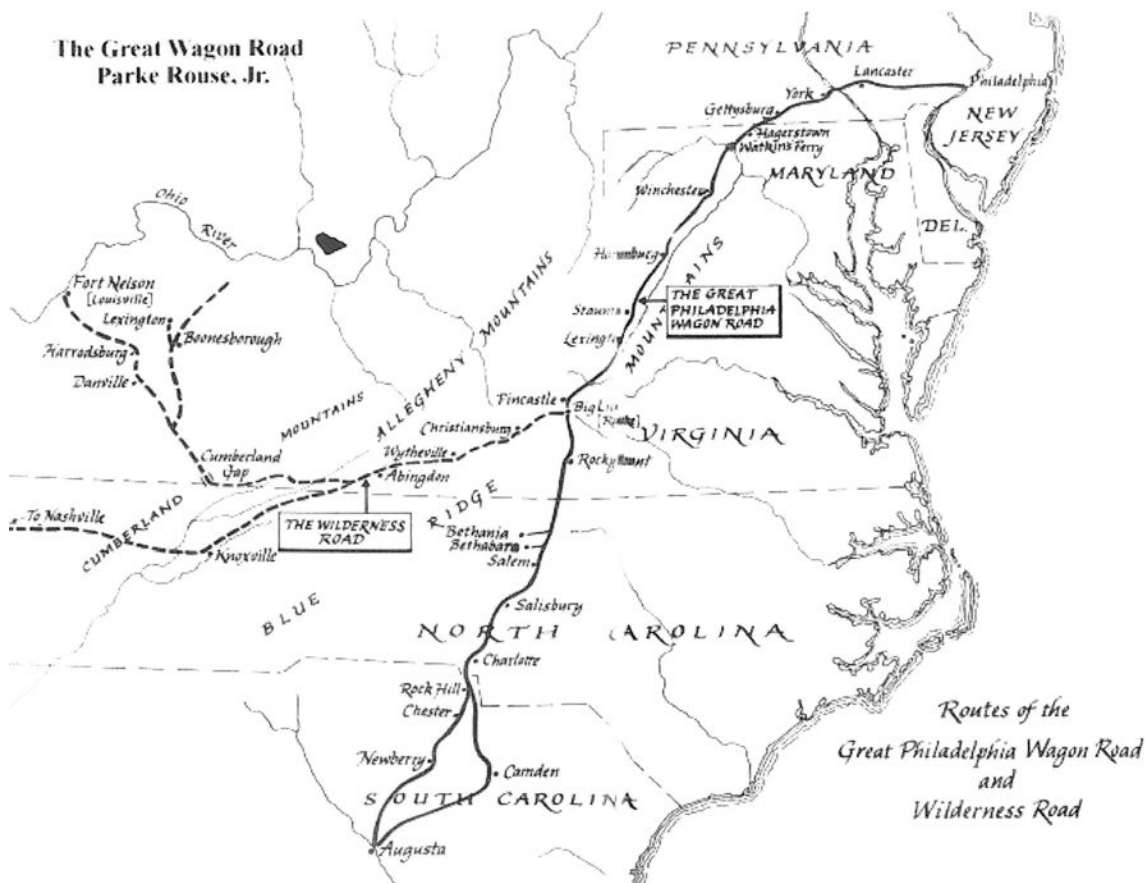 The Great Wagon Road
Parke Rouse, Jr.
PENNSYLVANIA
Lancaster
Philadelphia
York
Gettysburg
NEW
JERSEY
Hagerstown
Watkins Ferry
MARYLAND
Winchester
DEL.
Ohio
River
Fort Nelson
[Louisville]
Lexington
Boonesborough
Harrodsburg
Danville
THE GREAT
PHILADELPHIA
WAGON ROAD
MOUNTAINS
ALLEGHENY MOUNTAINS
Fincastle
VIRGINIA
Christiansburg
Wytheville
Rocky Mount
MOUNTAINS
Cumberland
Gap
Abingdon
CUMBERLAND
To Nashville
THE WILDERNESS
ROAD
Knoxville
RIDGE
BLUE
Bethania
Bethabara
Salem
Salisbury
NORTH CAROLINA
Charlotte
Rock Hill
Chester
Newberry
Camden
SOUTH CAROLINA
Augusta
Routes of the
Great Philadelphia Wagon Road
and
Wilderness Road